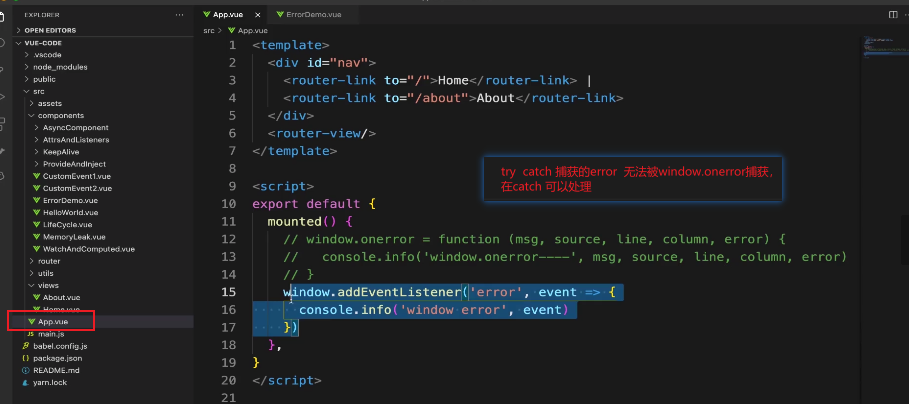 EXPLORER
···
App.vue
×
ErrorDemo.vue
OPEN EDITORS
VUE-CODE
.vscode
node_modules
public
src
assets
components
AsyncComponent
AttrsAndListeners
KeepAlive
ProvideAndInject
CustomEvent1.vue
CustomEvent2.vue
ErrorDemo.vue
HelloWorld.vue
LifeCycle.vue
MemoryLeak.vue
WatchAndComputed.vue
router
utils
views
About.vue
Home.vue
App.vue
main.js
babel.config.js
package.json
README.md
yarn.lock
src > App.vue
1 <template>
2 <div id="nav">
3 <router-link to="/">Home</router-link> |
4 <router-link to="/about">About</router-link>
5 </div>
6 <router-view/>
7 </template>
8
9 <script>
10 export default {
11 mounted() {
12 // window.onerror = function (msg, source, line, column, error) {
13 // console.info('window.onerror----', msg, source, line, column, error)
14 // }
15 window.addEventListener('error', event => {
16 console.info('window error', event)
17 })
18 },
19 }
20 </script>
21
try catch 捕获的error 无法被window.onerror捕获,
在catch 可以处理